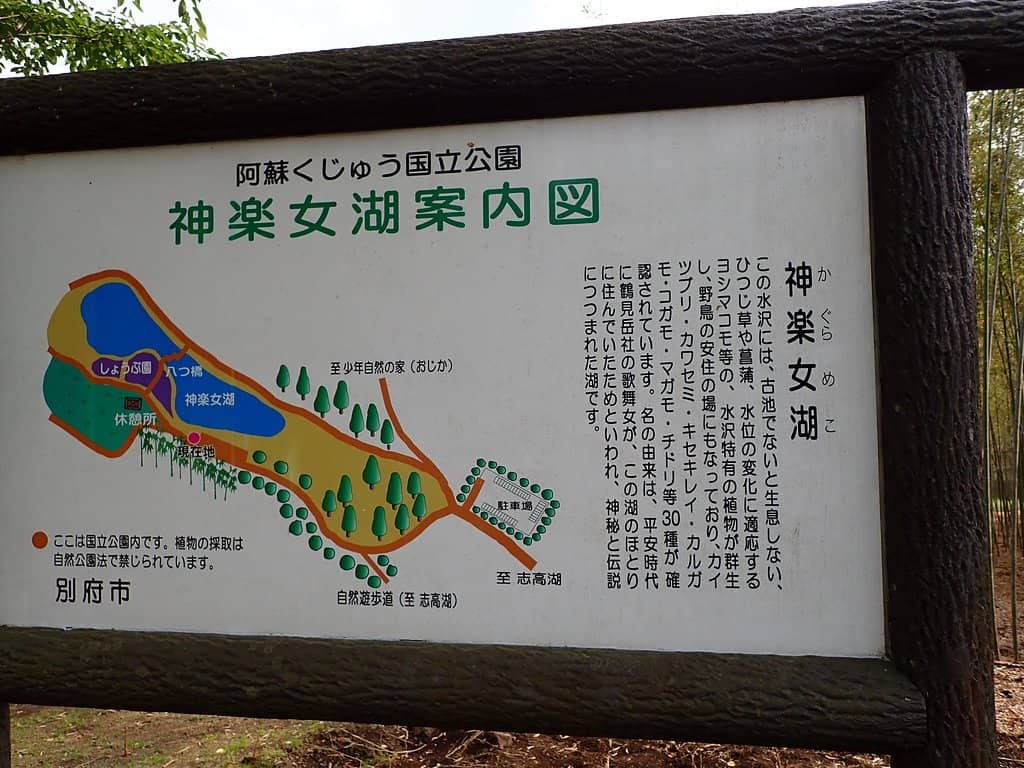 阿蘇くじゅう国立公園
神楽女湖案内図
神楽女湖
かぐらめこ
この水沢には、古池でないと生息しない、
ひつじ草や菖蒲、水位の変化に適応する
ヨシマコモ等の、水沢特有の植物が群生
し、野鳥の安住の場にもなっており、カイ
ツブリ・カワセミ・キセキレイ・カルガ
モ・コガモ・マガモ・チドリ等30種が確
認されています。名の由来は、平安時代
に鶴見岳社の歌舞女が、この湖のほとり
に住んでいたためといわれ、神秘と伝説
につつまれた湖です。
至 少年自然の家（おじか）
しょうぶ園
八つ橋
神楽女湖
休憩所
現在地
駐車場
至 志高湖
自然遊歩道（至 志高湖）
ここは国立公園内です。植物の採取は
自然公園法で禁じられています。
別府市